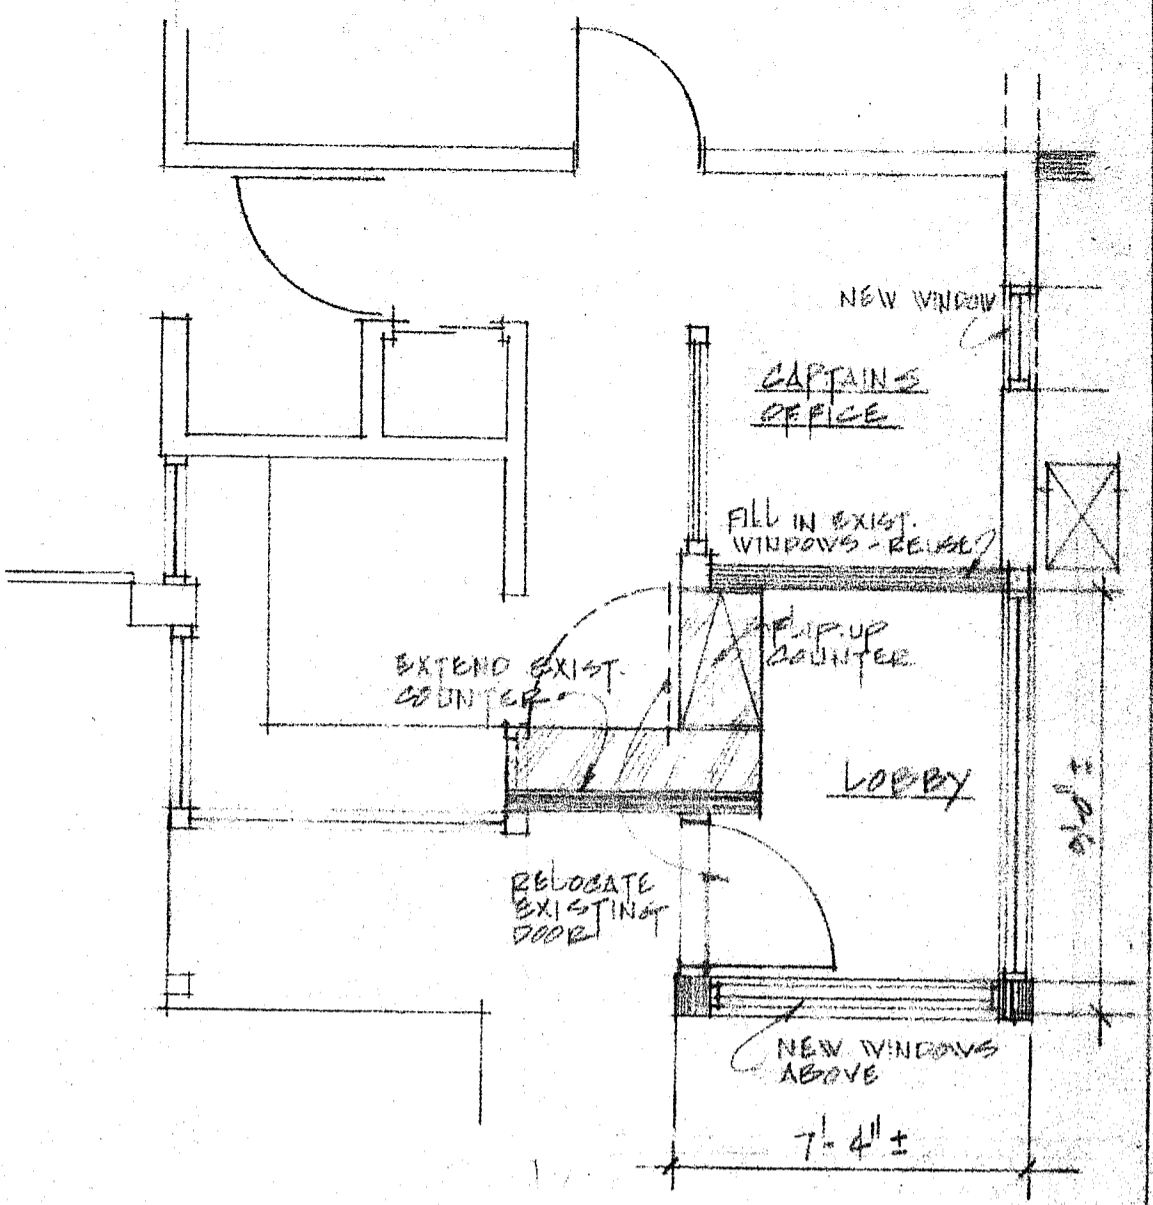 NEW WINDOW
CAPTAINS
OFFICE
FILL IN EXIST.
WINDOWS - REUSE
FLIP-UP
COUNTER
EXTEND EXIST.
COUNTER
LOBBY
RELOCATE
EXISTING
DOOR
NEW WINDOWS
ABOVE
7'-4" ±